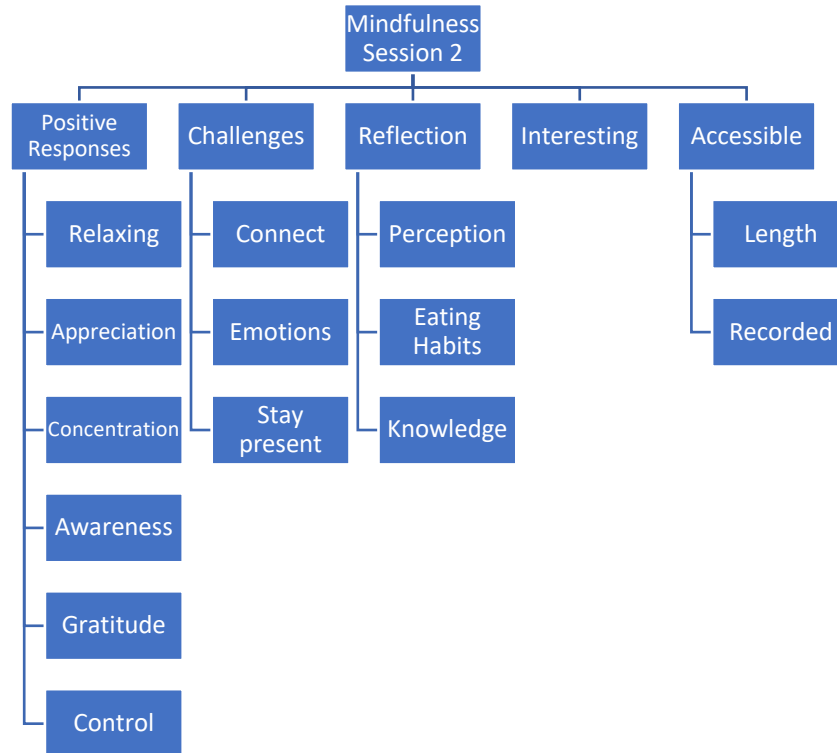 Mindfulness
Session 2
Positive
Responses
Challenges
Reflection
Interesting
Accessible
Relaxing
Appreciation
Concentration
Awareness
Gratitude
Control
Connect
Emotions
Stay
present
Perception
Eating
Habits
Knowledge
Length
Recorded